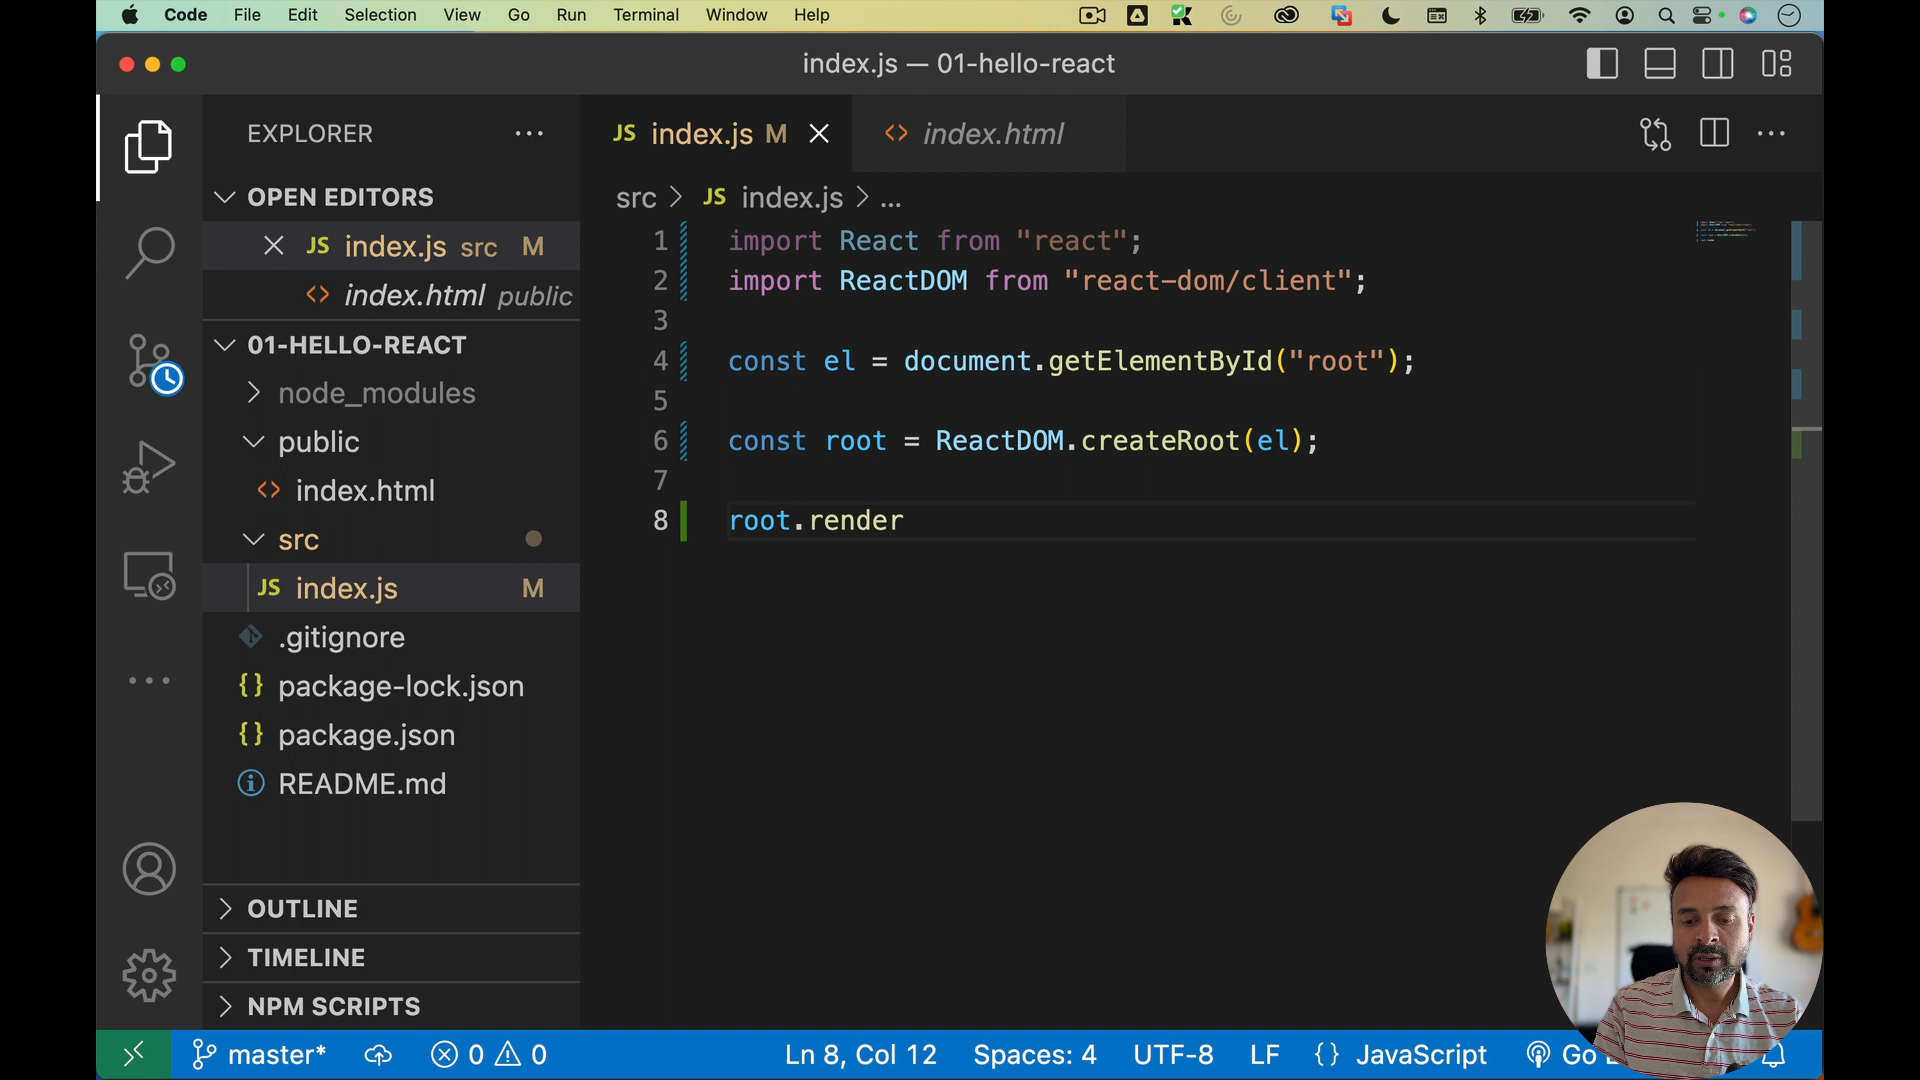 Code File Edit Selection View Go Run Terminal Window Help
index.js — 01-hello-react
EXPLORER
JS index.js M
<> index.html
OPEN EDITORS
src > JS index.js > ...
JS index.js src M
<> index.html public
01-HELLO-REACT
node_modules
public
<> index.html
src
JS index.js M
.gitignore
{} package-lock.json
{} package.json
README.md
OUTLINE
TIMELINE
NPM SCRIPTS
1 import React from "react";
2 import ReactDOM from "react-dom/client";
3
4 const el = document.getElementById("root");
5
6 const root = ReactDOM.createRoot(el);
7
8 root.render
master* 0 0 Ln 8, Col 12 Spaces: 4 UTF-8 LF {} JavaScript Go